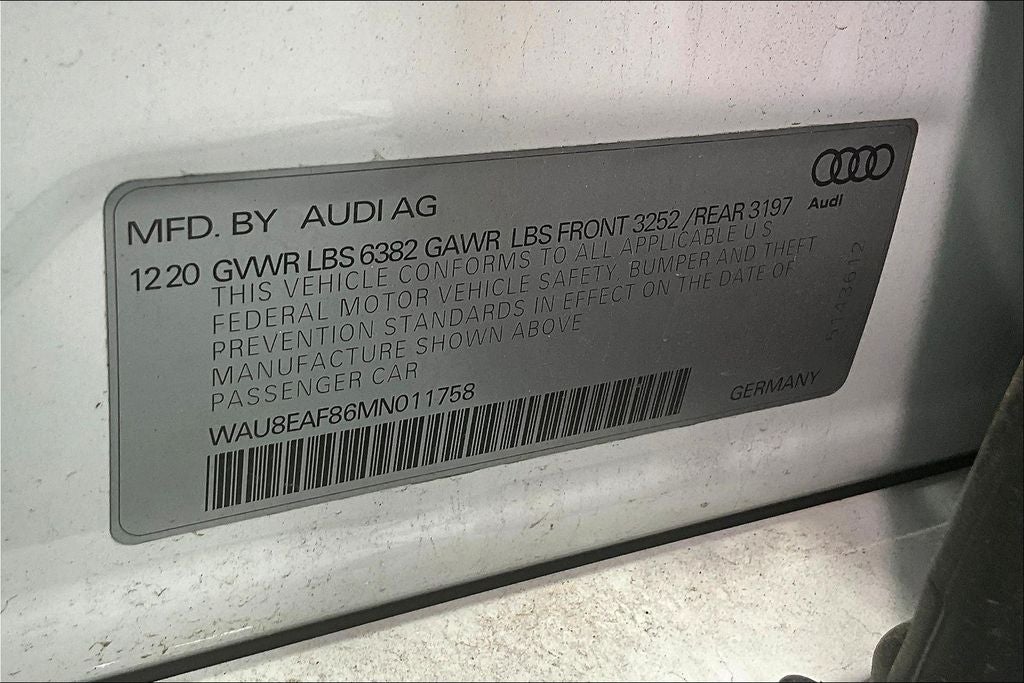 MFD. BY AUDI AG
Audi
1220 GVWR LBS 6382 GAWR LBS FRONT 3252 /REAR 3197
THIS VEHICLE CONFORMS TO ALL APPLICABLE U S
FEDERAL MOTOR VEHICLE SAFETY, BUMPER AND THEFT
PREVENTION STANDARDS IN EFFECT ON THE DATE OF
MANUFACTURE SHOWN ABOVE
PASSENGER CAR
WAU8EAF86MN011758
GERMANY